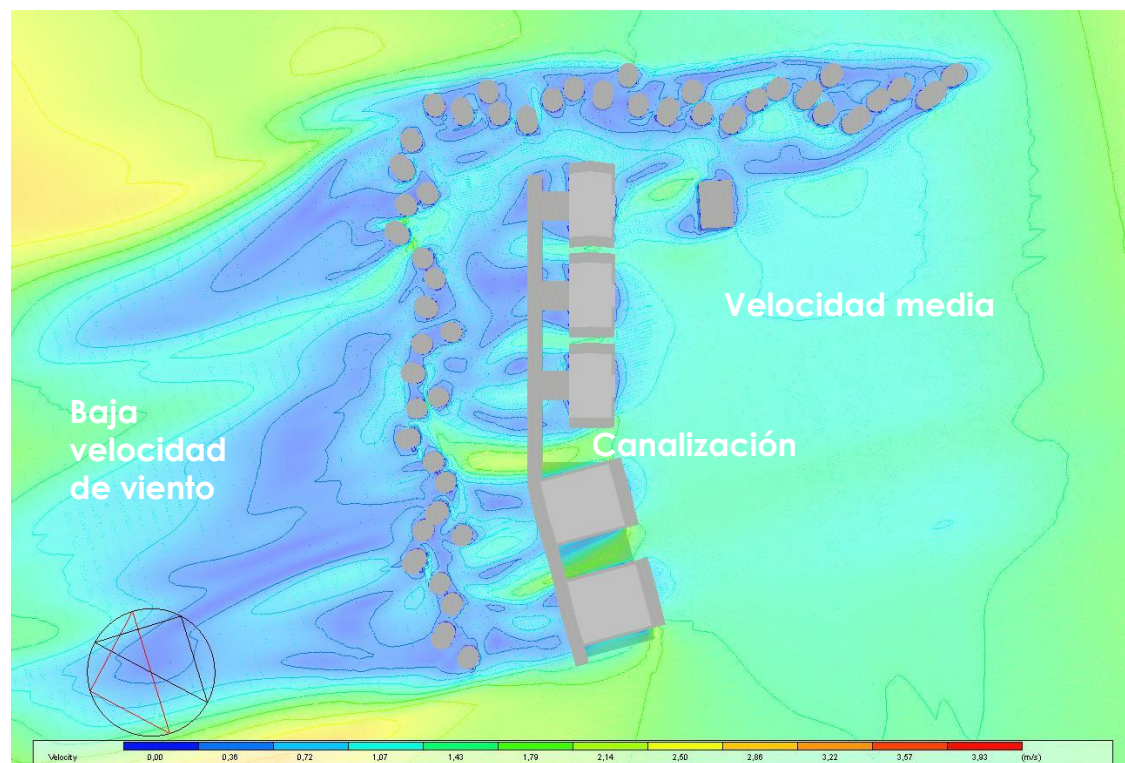 Velocidad media
Baja
velocidad
de viento
Canalización
Velocity 0,00 0,36 0,72 1,07 1,43 1,79 2,14 2,50 2,86 3,22 3,57 3,93 (m/s)